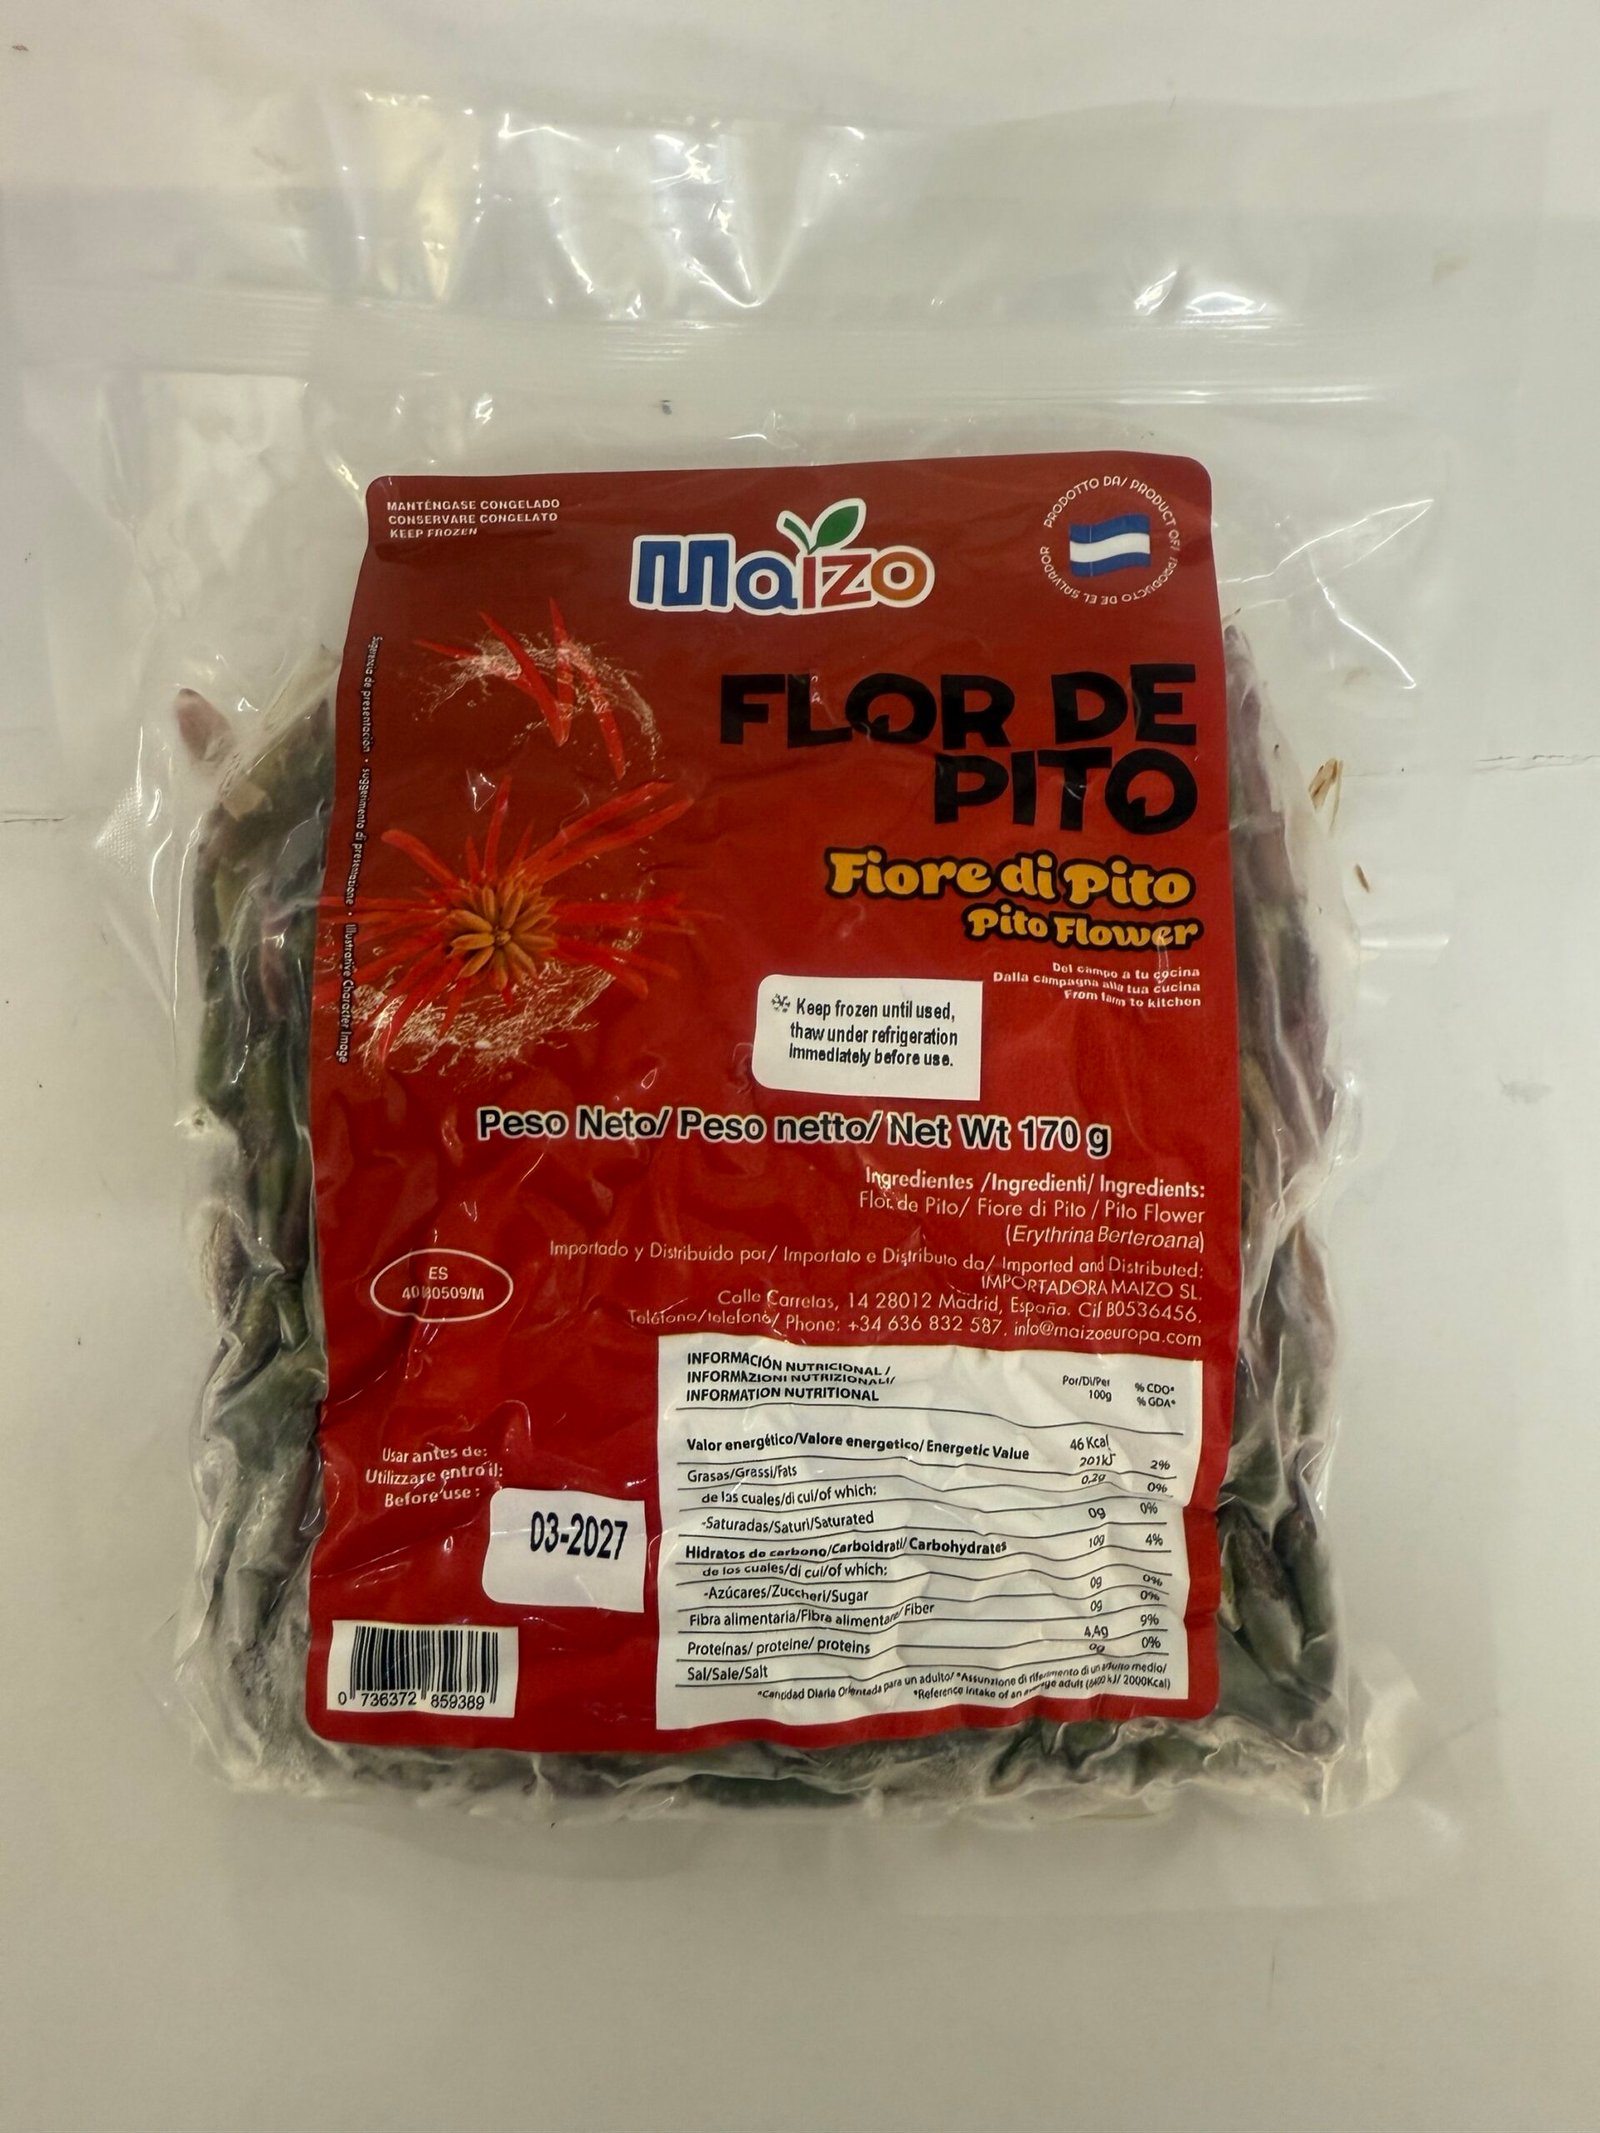 MANTÉNGASE CONGELADO
CONSERVARE CONGELATO
KEEP FROZEN
Maizo
PRODOTTO DA/ PRODUCT OF/ PRODUCTO DE EL SALVADOR
Sugerencia de presentación • suggerimento di presentazione • Illustrative Character Image
FLOR DE
PITO
Fiore di Pito
Pito Flower
Del campo a tu cocina
Dalla campagna alla tua cucina
From farm to kitchen
Keep frozen until used,
thaw under refrigeration
immediately before use.
Peso Neto/ Peso netto/ Net Wt 170 g
Ingredientes /Ingredienti/ Ingredients:
Flor de Pito/ Fiore di Pito / Pito Flower
(Erythrina Berteroana)
Importado y Distribuido por/ Importato e Distributo da/ Imported and Distributed:
IMPORTADORA MAIZO SL.
Calle Carretas, 14 28012 Madrid, España. Cif B0536456.
Teléfono/telefono/ Phone: +34 636 832 587. info@maizoeuropa.com
ES
INFORMACIÓN NUTRICIONAL /
INFORMAZIONI NUTRIZIONALI/
INFORMATION NUTRITIONAL
Por/Di/Per
100g
% CDO*
% GDA*
Valor energético/Valore energetico/ Energetic Value 46 Kcal
201kJ 2%
Grasas/Grassi/Fats 0,2g 0%
de las cuales/di cui/of which:
-Saturadas/Saturi/Saturated 0g 0%
Hidratos de carbono/Carboidrati/ Carbohydrates 10g 4%
de los cuales/di cui/of which:
-Azúcares/Zuccheri/Sugar 0g 0%
Fibra alimentaria/Fibra alimentare/Fiber 0g 0%
Proteínas/ proteine/ proteins 4,4g 9%
Sal/Sale/Salt 0g 0%
*Cantidad Diaria Orientada para un adulto/ *Assunzione di riferimento di un adulto medio/
*Reference Intake of an average adult (8400 kJ/ 2000Kcal)
Usar antes de:
Utilizzare entro il:
Before use :
03-2027
0 736372 859389